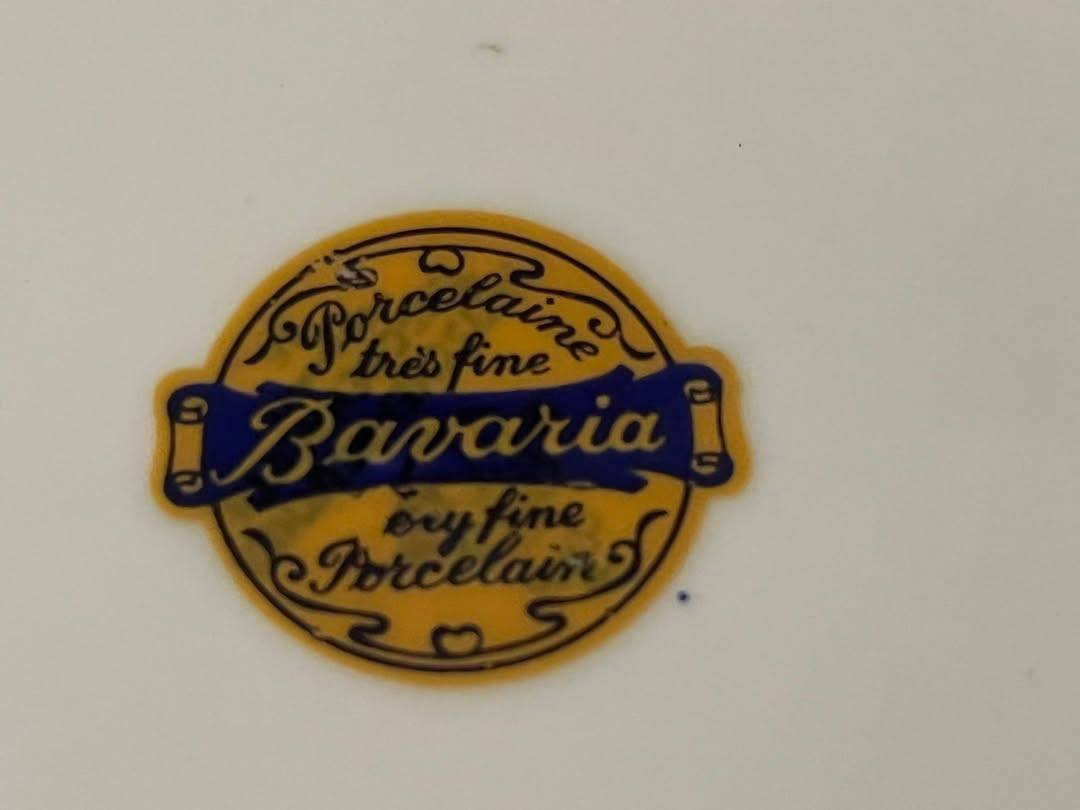 Porcelaine
très fine
Bavaria
ery fine
Porcelain